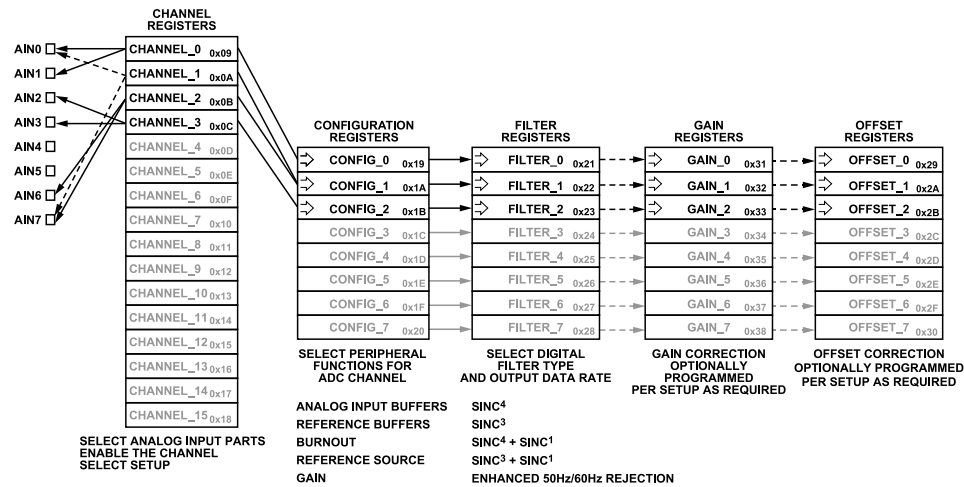 CHANNEL
REGISTERS
AIN0
AIN1
AIN2
AIN3
AIN4
AIN5
AIN6
AIN7
CHANNEL_0 0x09
CHANNEL_1 0x0A
CHANNEL_2 0x0B
CHANNEL_3 0x0C
CHANNEL_4 0x0D
CHANNEL_5 0x0E
CHANNEL_6 0x0F
CHANNEL_7 0x10
CHANNEL_8 0x11
CHANNEL_9 0x12
CHANNEL_10 0x13
CHANNEL_11 0x14
CHANNEL_12 0x15
CHANNEL_13 0x16
CHANNEL_14 0x17
CHANNEL_15 0x18
SELECT ANALOG INPUT PARTS
ENABLE THE CHANNEL
SELECT SETUP
CONFIGURATION
REGISTERS
CONFIG_0 0x19
CONFIG_1 0x1A
CONFIG_2 0x1B
CONFIG_3 0x1C
CONFIG_4 0x1D
CONFIG_5 0x1E
CONFIG_6 0x1F
CONFIG_7 0x20
SELECT PERIPHERAL
FUNCTIONS FOR
ADC CHANNEL
ANALOG INPUT BUFFERS
REFERENCE BUFFERS
BURNOUT
REFERENCE SOURCE
GAIN
FILTER
REGISTERS
FILTER_0 0x21
FILTER_1 0x22
FILTER_2 0x23
FILTER_3 0x24
FILTER_4 0x25
FILTER_5 0x26
FILTER_6 0x27
FILTER_7 0x28
SELECT DIGITAL
FILTER TYPE
AND OUTPUT DATA RATE
SINC4
SINC3
SINC4 + SINC1
SINC3 + SINC1
ENHANCED 50Hz/60Hz REJECTION
GAIN
REGISTERS
GAIN_0 0x31
GAIN_1 0x32
GAIN_2 0x33
GAIN_3 0x34
GAIN_4 0x35
GAIN_5 0x36
GAIN_6 0x37
GAIN_7 0x38
GAIN CORRECTION
OPTIONALLY
PROGRAMMED
PER SETUP AS REQUIRED
OFFSET
REGISTERS
OFFSET_0 0x29
OFFSET_1 0x2A
OFFSET_2 0x2B
OFFSET_3 0x2C
OFFSET_4 0x2D
OFFSET_5 0x2E
OFFSET_6 0x2F
OFFSET_7 0x30
OFFSET CORRECTION
OPTIONALLY PROGRAMMED
PER SETUP AS REQUIRED